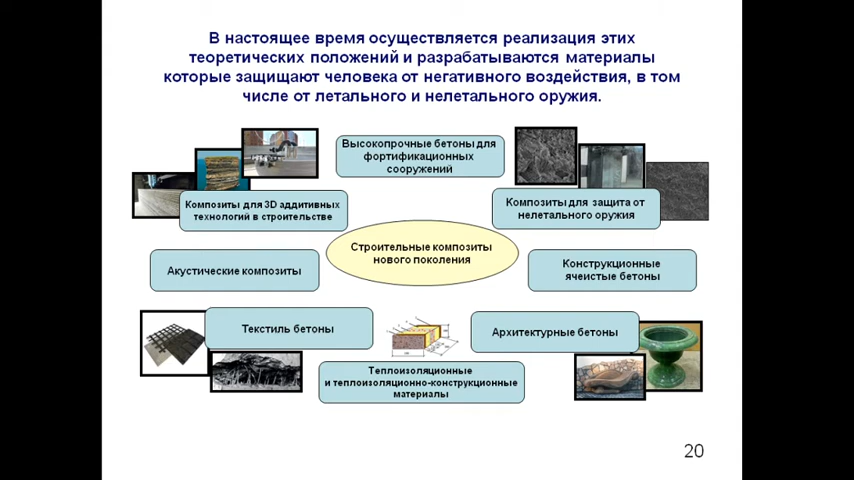 В настоящее время осуществляется реализация этих
теоретических положений и разрабатываются материалы
которые защищают человека от негативного воздействия, в том
числе от летального и нелетального оружия.
Высокопрочные бетоны для
фортификационных
сооружений
Композиты для 3D аддитивных
технологий в строительстве
Композиты для защита от
нелетального оружия
Строительные композиты
нового поколения
Акустические композиты
Конструкционные
ячеистые бетоны
Текстиль бетоны
Архитектурные бетоны
Теплоизоляционные
и теплоизоляционно-конструкционные
материалы
20